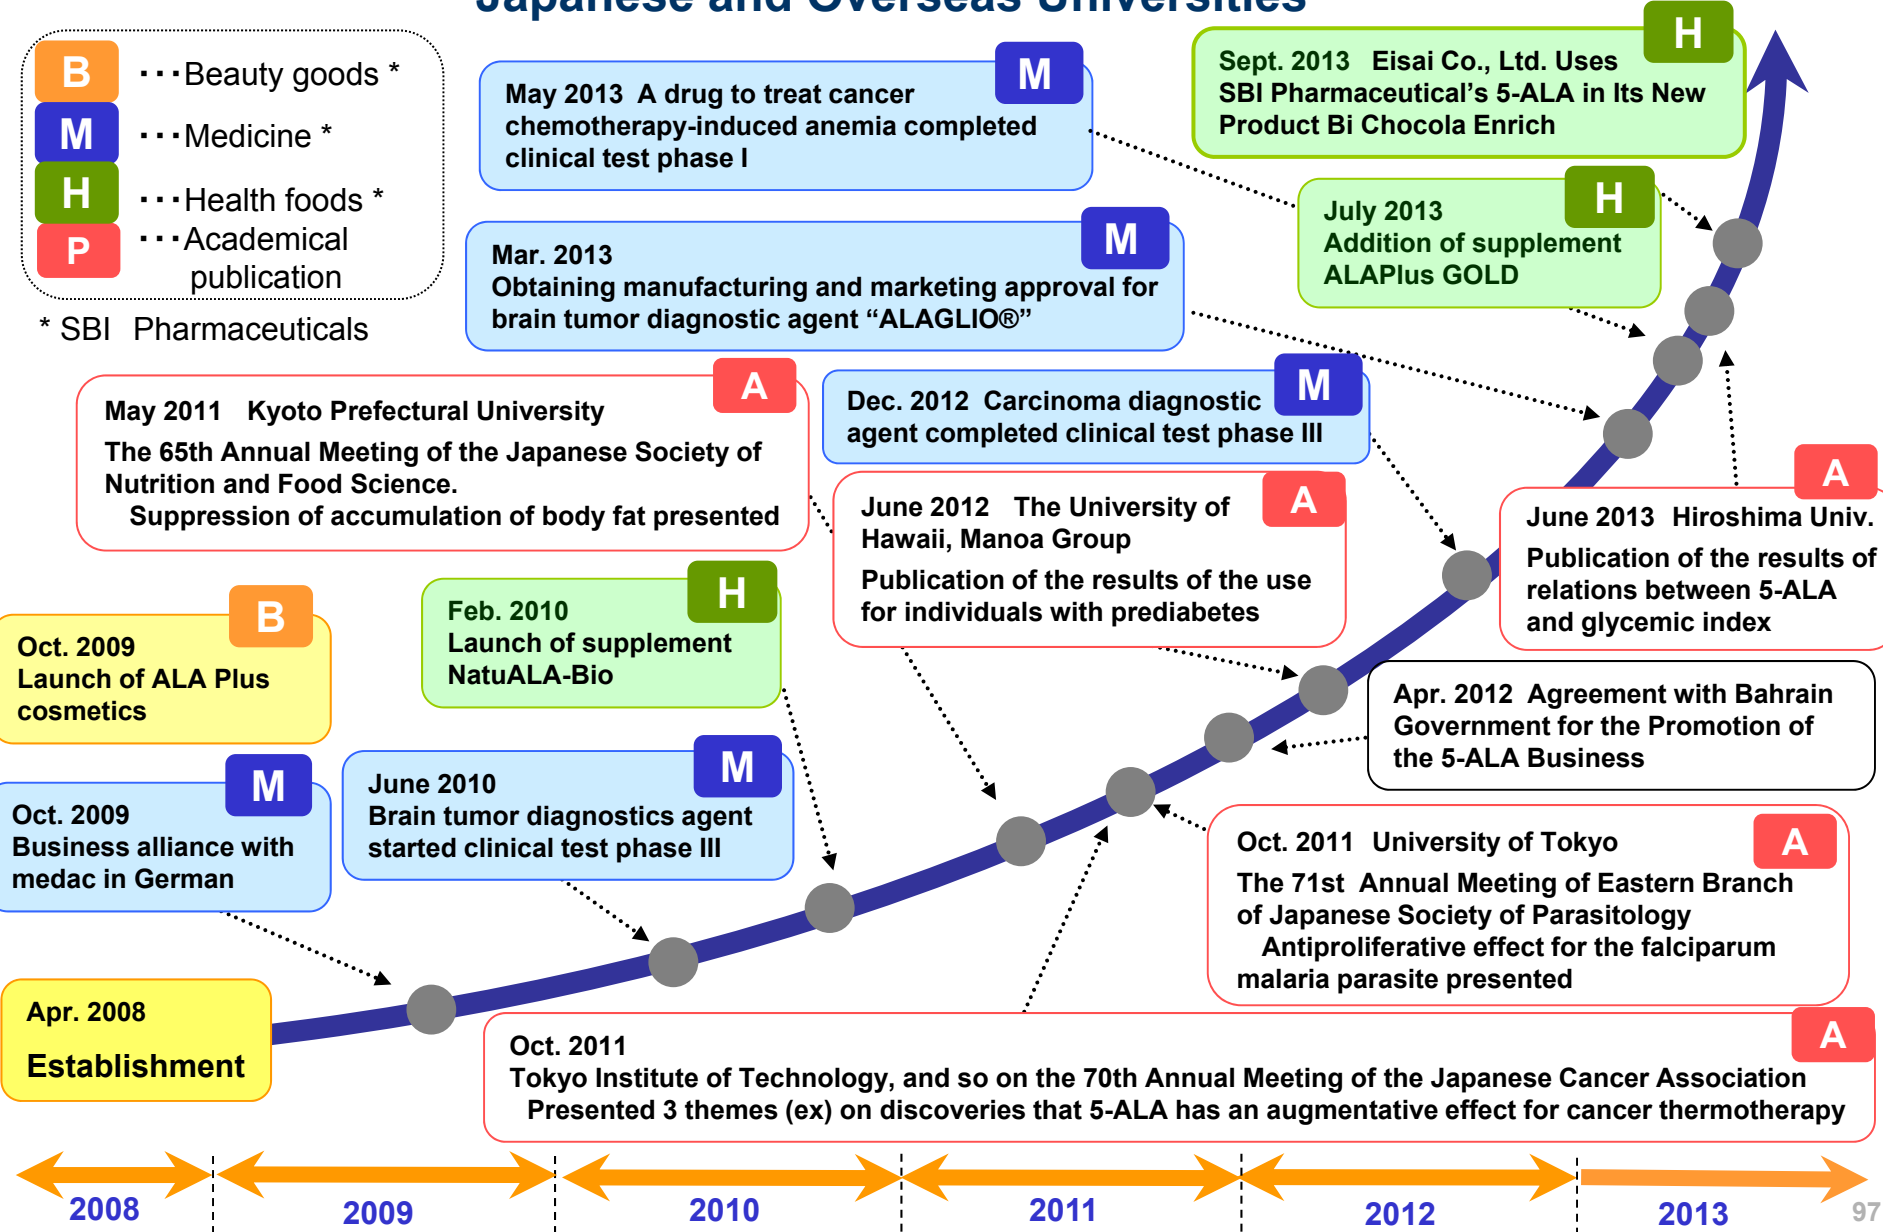 Japanese and Overseas Universities
B ・・・Beauty goods *
M ・・・Medicine *
H ・・・Health foods *
P ・・・Academical
publication
* SBI Pharmaceuticals
M
May 2013 A drug to treat cancer
chemotherapy-induced anemia completed
clinical test phase I
H
Sept. 2013 Eisai Co., Ltd. Uses
SBI Pharmaceutical's 5-ALA in Its New
Product Bi Chocola Enrich
H
July 2013
Addition of supplement
ALAPlus GOLD
M
Mar. 2013
Obtaining manufacturing and marketing approval for
brain tumor diagnostic agent “ALAGLIO®”
A
May 2011 Kyoto Prefectural University
The 65th Annual Meeting of the Japanese Society of
Nutrition and Food Science.
Suppression of accumulation of body fat presented
M
Dec. 2012 Carcinoma diagnostic
agent completed clinical test phase III
A
June 2012 The University of
Hawaii, Manoa Group
Publication of the results of the use
for individuals with prediabetes
A
June 2013 Hiroshima Univ.
Publication of the results of
relations between 5-ALA
and glycemic index
B
Oct. 2009
Launch of ALA Plus
cosmetics
H
Feb. 2010
Launch of supplement
NatuALA-Bio
Apr. 2012 Agreement with Bahrain
Government for the Promotion of
the 5-ALA Business
M
Oct. 2009
Business alliance with
medac in German
M
June 2010
Brain tumor diagnostics agent
started clinical test phase III
A
Oct. 2011 University of Tokyo
The 71st Annual Meeting of Eastern Branch
of Japanese Society of Parasitology
Antiproliferative effect for the falciparum
malaria parasite presented
Apr. 2008
Establishment
A
Oct. 2011
Tokyo Institute of Technology, and so on the 70th Annual Meeting of the Japanese Cancer Association
Presented 3 themes (ex) on discoveries that 5-ALA has an augmentative effect for cancer thermotherapy
2008 2009 2010 2011 2012 2013
97